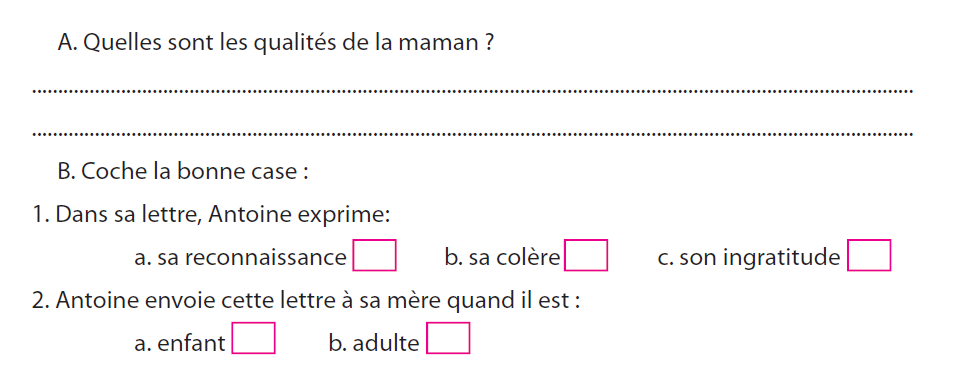 A. Quelles sont les qualités de la maman ?
................................................................................
................................................................................
B. Coche la bonne case :
1. Dans sa lettre, Antoine exprime:
a. sa reconnaissance b. sa colère c. son ingratitude
2. Antoine envoie cette lettre à sa mère quand il est :
a. enfant b. adulte